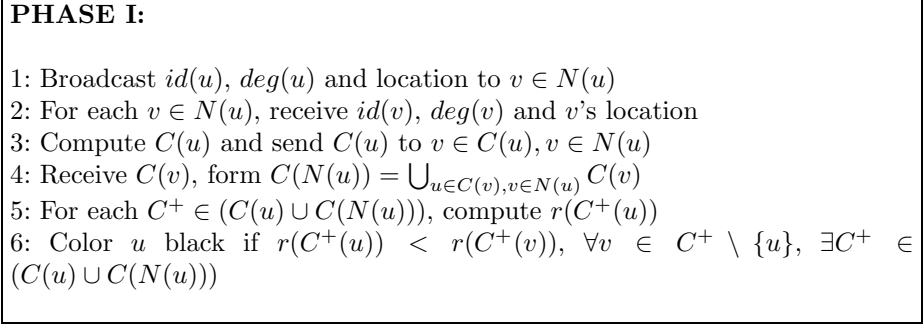 PHASE I:
1: Broadcast id(u), deg(u) and location to v ∈ N(u)
2: For each v ∈ N(u), receive id(v), deg(v) and v's location
3: Compute C(u) and send C(u) to v ∈ C(u), v ∈ N(u)
4: Receive C(v), form C(N(u)) = ⋃_{u∈C(v),v∈N(u)} C(v)
5: For each C⁺ ∈ (C(u) ∪ C(N(u))), compute r(C⁺(u))
6: Color u black if r(C⁺(u)) < r(C⁺(v)), ∀v ∈ C⁺ \ {u}, ∃C⁺ ∈
(C(u) ∪ C(N(u)))